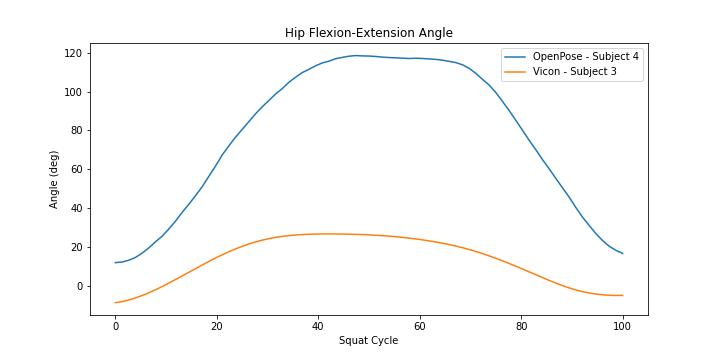 Hip Flexion-Extension Angle
OpenPose - Subject 4
Vicon - Subject 3
Angle (deg)
120
100
80
60
40
20
0
0 20 40 60 80 100
Squat Cycle